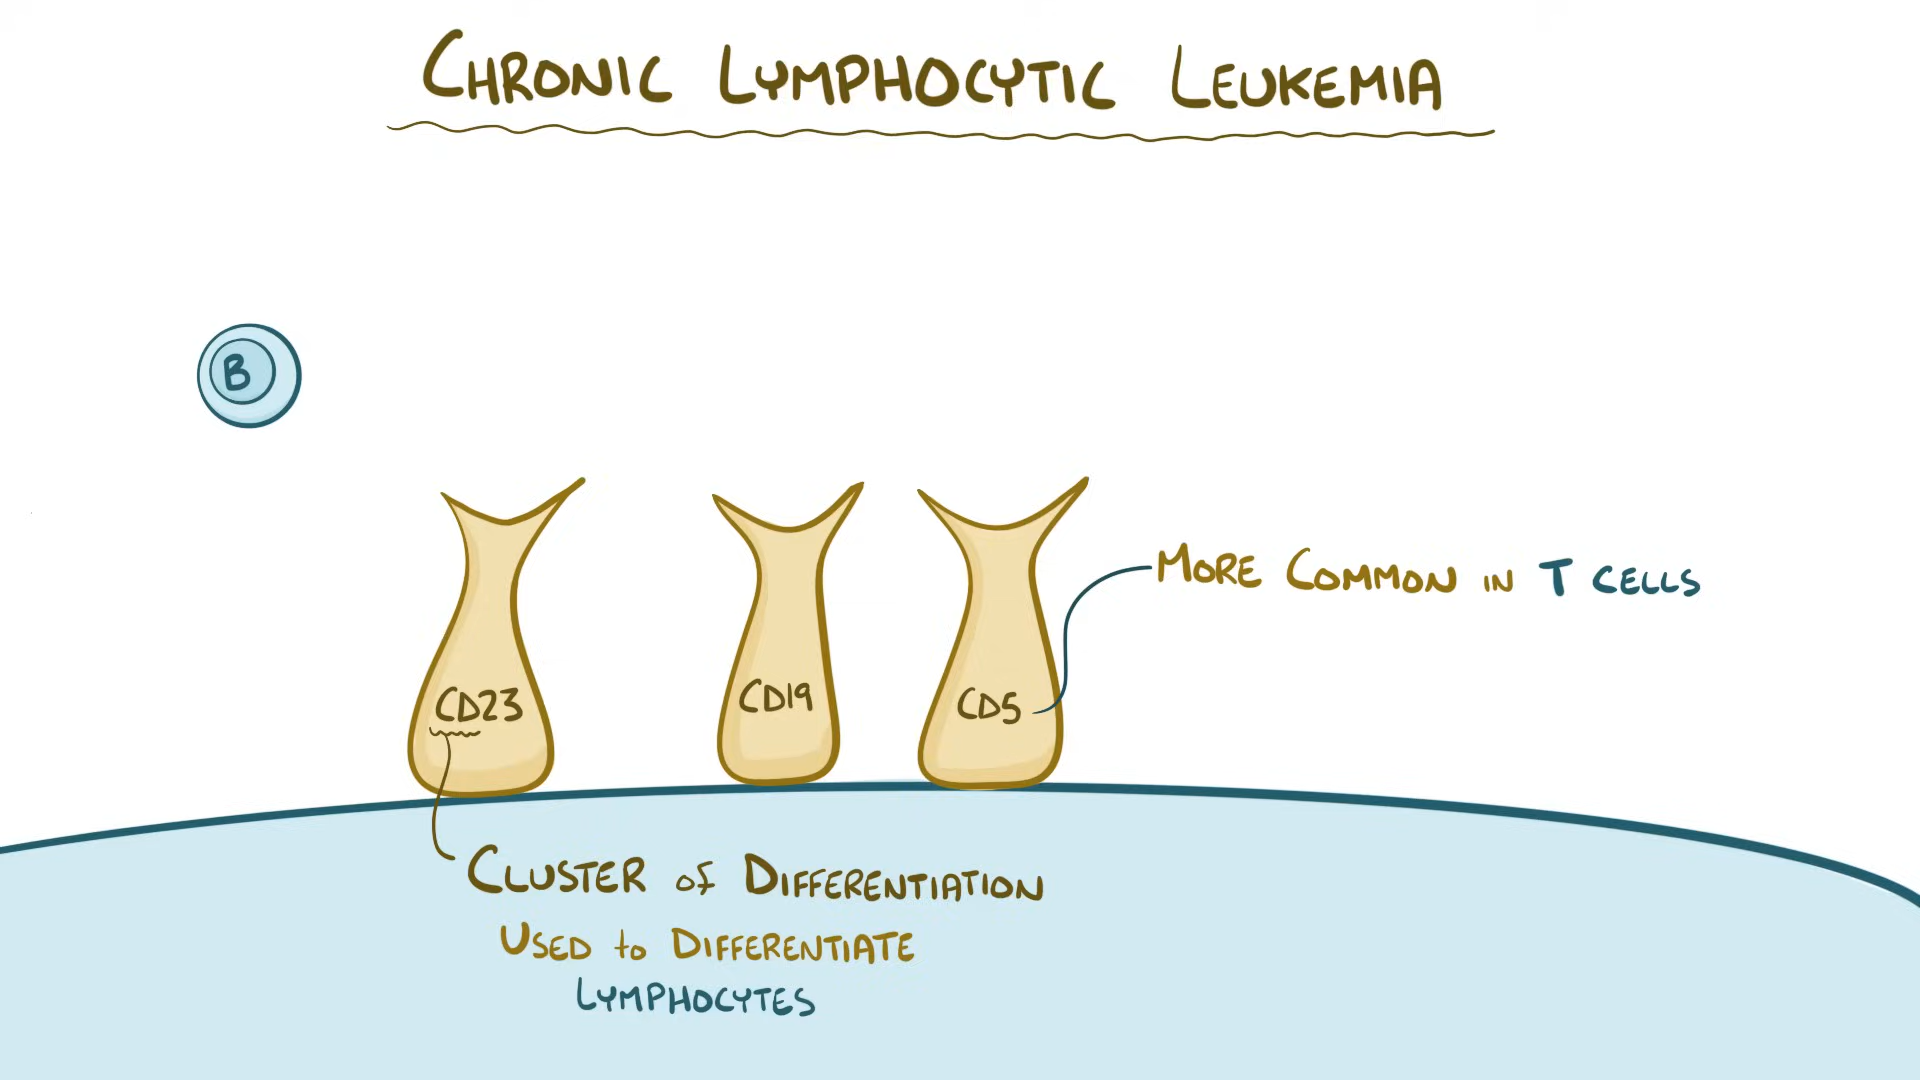 CHRONIC LYMPHOCYTIC LEUKEMIA
B
MORE COMMON IN T CELLS
CD23
CD19
CD5
CLUSTER of DIFFERENTIATION
USED to DIFFERENTIATE
LYMPHOCYTES